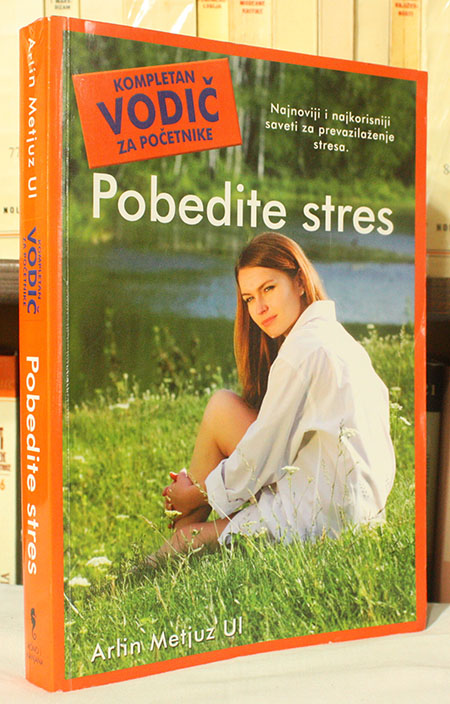 Arlin Metjuz Ul
KOMPLETAN
VODIČ
ZA POČETNIKE
Pobedite stres
KOMPLETAN
VODIČ
ZA POČETNIKE
Najnoviji i najkorisniji
saveti za prevazilaženje
stresa.
Pobedite stres
Arlin Metjuz Ul